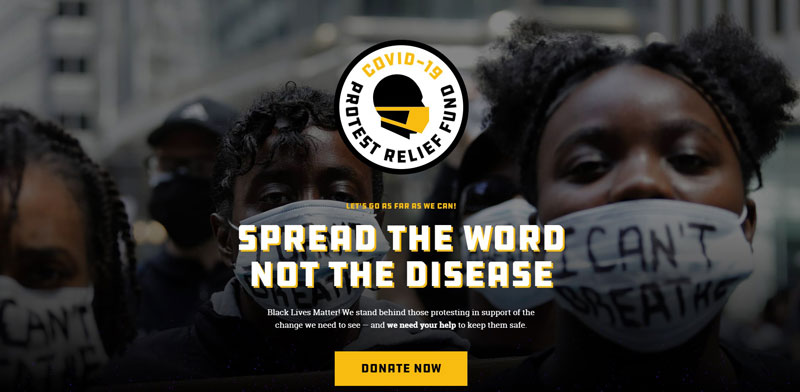 COVID-19
PROTEST RELIEF FUND
LET'S GO AS FAR AS WE CAN!
SPREAD THE WORD
NOT THE DISEASE
Black Lives Matter! We stand behind those protesting in support of the
change we need to see – and we need your help to keep them safe.
DONATE NOW
I CAN'T
BREATHE
CAN'T
BREATHE